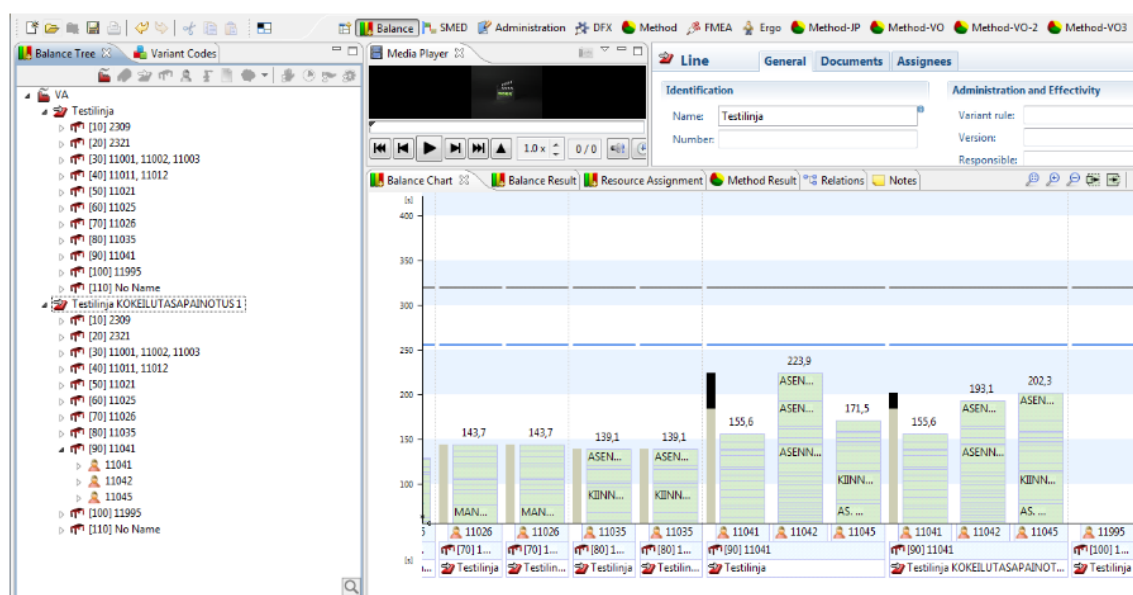 Balance SMED Administration DFX Method FMEA Ergo Method-JP Method-VO Method-VO-2 Method-VO3
Balance Tree Variant Codes
VA
Testilinja
[10] 2309
[20] 2321
[30] 11001, 11002, 11003
[40] 11011, 11012
[50] 11021
[60] 11025
[70] 11026
[80] 11035
[90] 11041
[100] 11995
[110] No Name
Testilinja KOKEILUTASAPAINOTUS 1
[10] 2309
[20] 2321
[30] 11001, 11002, 11003
[40] 11011, 11012
[50] 11021
[60] 11025
[70] 11026
[80] 11035
[90] 11041
11041
11042
11045
[100] 11995
[110] No Name
Media Player
1.0 x 0 / 0
Line General Documents Assignees
Identification Administration and Effectivity
Name: Testilinja Variant rule:
Number: Version:
Responsible:
Balance Chart Balance Result Resource Assignment Method Result Relations Notes
[s]
400
350
300
250
200
150
100
223,9
202,3
193,1
171,5
155,6 155,6
143,7 143,7 139,1 139,1
ASEN... ASEN...
ASEN... ASEN...
ASEN... ASEN... ASENN...
KIINN... KIINN...
KIINN... KIINN...
MAN... MAN... AS. ... AS. ...
5 11026 11026 11035 11035 11041 11042 11045 11041 11042 11045 11995
[70] 1... [70] 1... [80] 1... [80] 1... [90] 11041 [90] 11041 [100] 1...
[s] Testilinja Testilin... Testilinja Testilin... Testilinja Testilinja KOKEILUTASAPAINOT... Testilinja